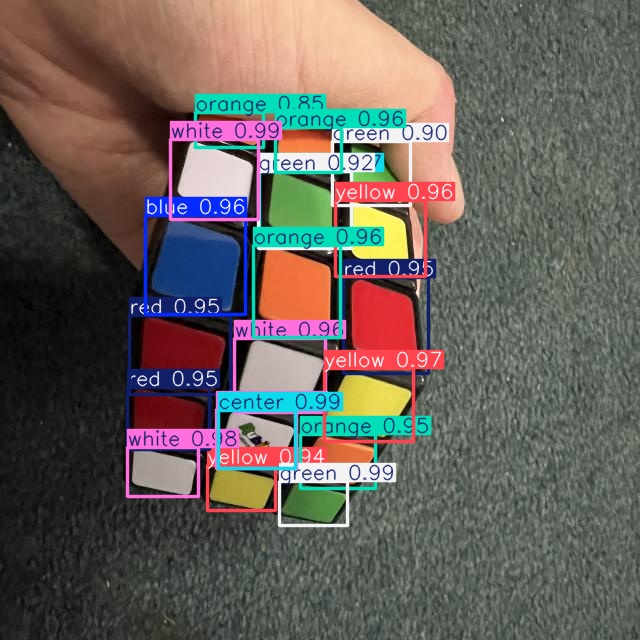 orange 0.85
orange 0.96
white 0.99
green 0.90
green 0.92
7
yellow 0.96
blue 0.96
orange 0.96
red 0.95
red 0.95
white 0.96
yellow 0.97
red 0.95
center 0.99
orange 0.95
white 0.98
yellow 0.94
green 0.99